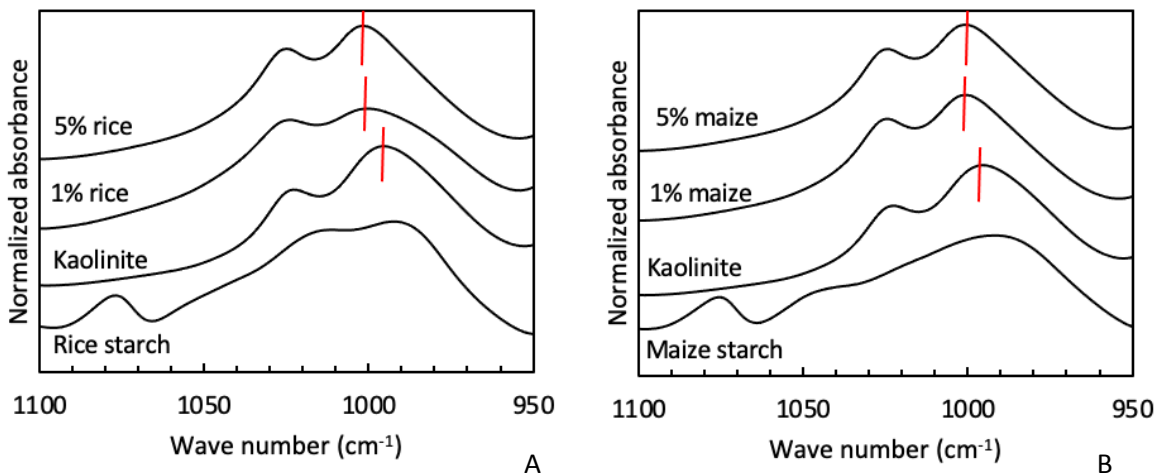 Normalized absorbance
5% rice
1% rice
Kaolinite
Rice starch
1100 1050 1000 950
Wave number (cm⁻¹)
A
Normalized absorbance
5% maize
1% maize
Kaolinite
Maize starch
1100 1050 1000 950
Wave number (cm⁻¹)
B